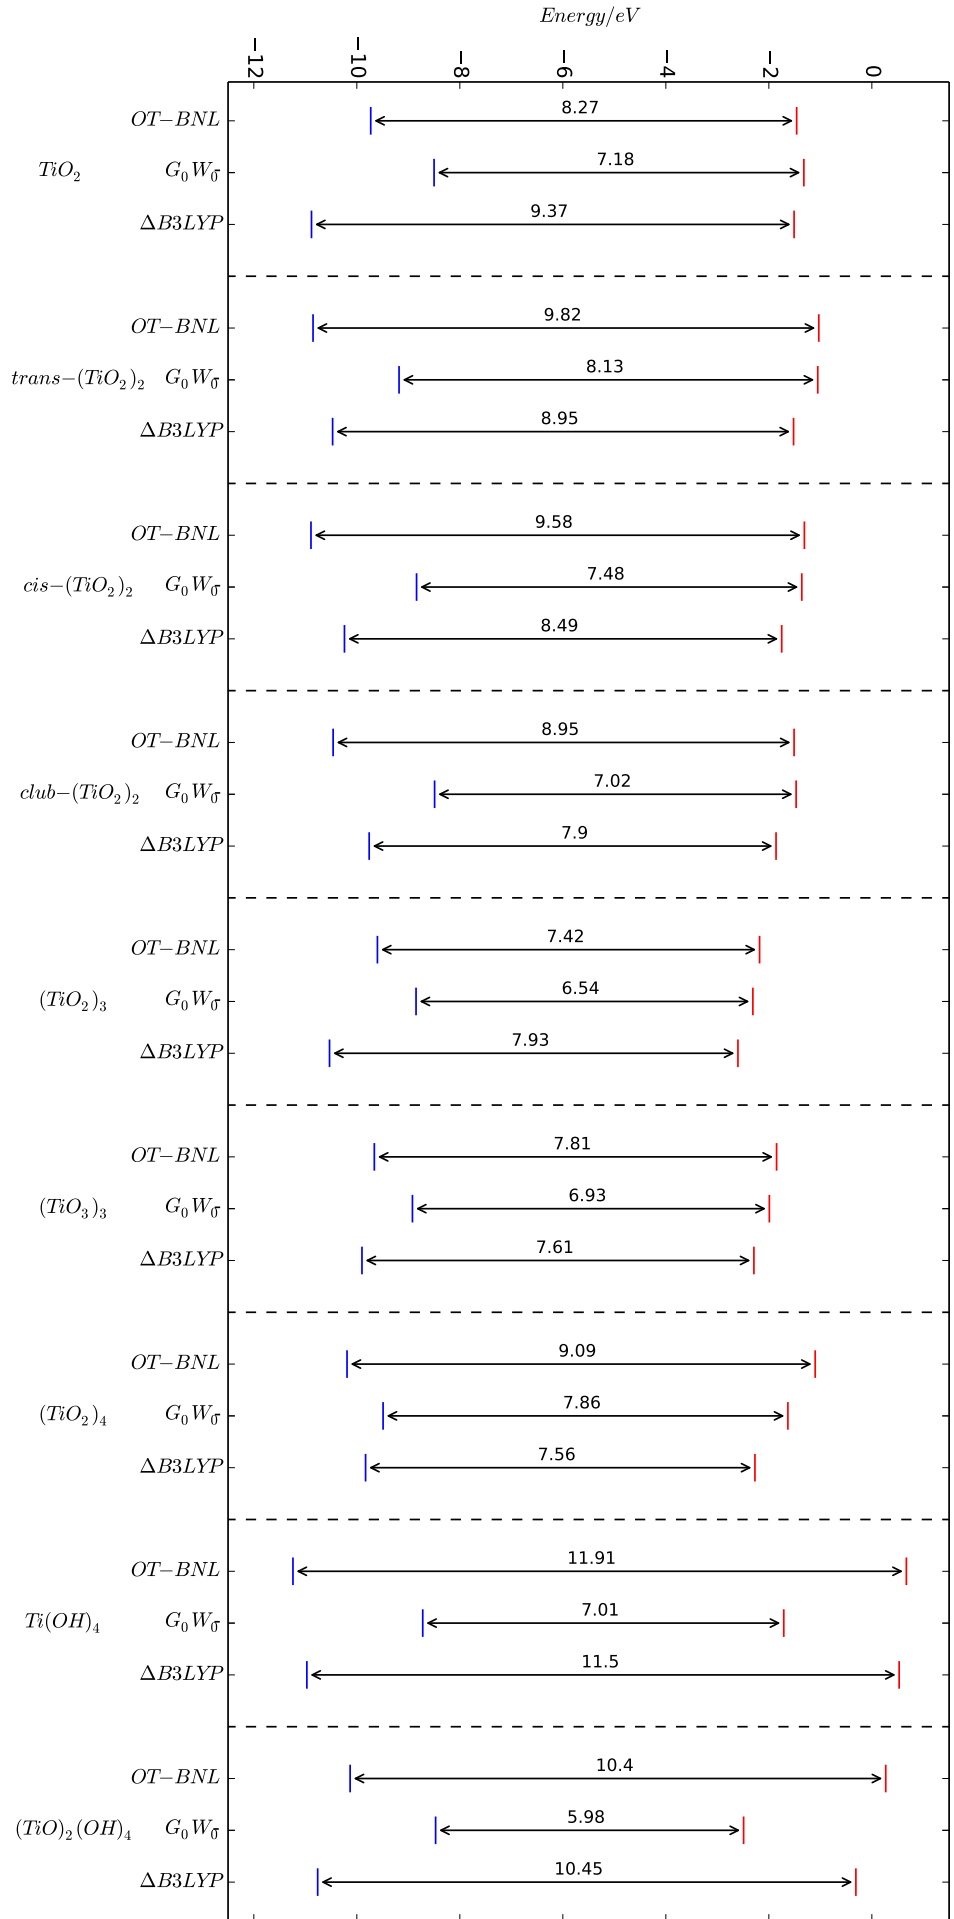 Energy/eV
−12 −10 −8 −6 −4 −2 0
OT−BNL 8.27
TiO₂ G₀W₀ 7.18
ΔB3LYP 9.37
OT−BNL 9.82
trans−(TiO₂)₂ G₀W₀ 8.13
ΔB3LYP 8.95
OT−BNL 9.58
cis−(TiO₂)₂ G₀W₀ 7.48
ΔB3LYP 8.49
OT−BNL 8.95
club−(TiO₂)₂ G₀W₀ 7.02
ΔB3LYP 7.9
OT−BNL 7.42
(TiO₂)₃ G₀W₀ 6.54
ΔB3LYP 7.93
OT−BNL 7.81
(TiO₃)₃ G₀W₀ 6.93
ΔB3LYP 7.61
OT−BNL 9.09
(TiO₂)₄ G₀W₀ 7.86
ΔB3LYP 7.56
OT−BNL 11.91
Ti(OH)₄ G₀W₀ 7.01
ΔB3LYP 11.5
OT−BNL 10.4
(TiO)₂(OH)₄ G₀W₀ 5.98
ΔB3LYP 10.45